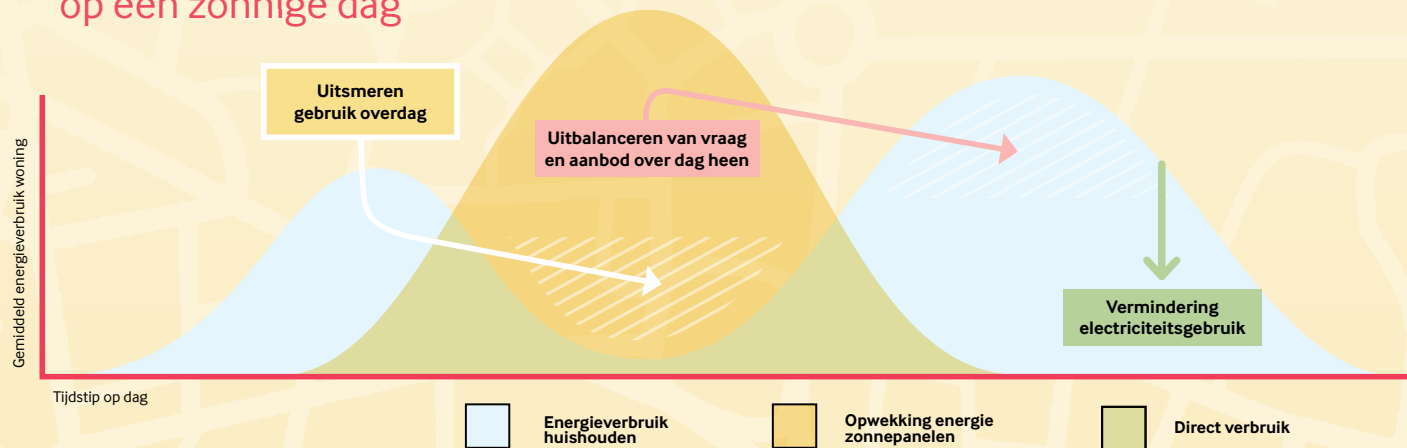 op een zonnige dag
Uitsmeren
gebruik overdag
Uitbalanceren van vraag
en aanbod over dag heen
Vermindering
electriciteitsgebruik
Gemiddeld energieverbruik woning
Tijdstip op dag
Energieverbruik
huishouden
Opwekking energie
zonnepanelen
Direct verbruik